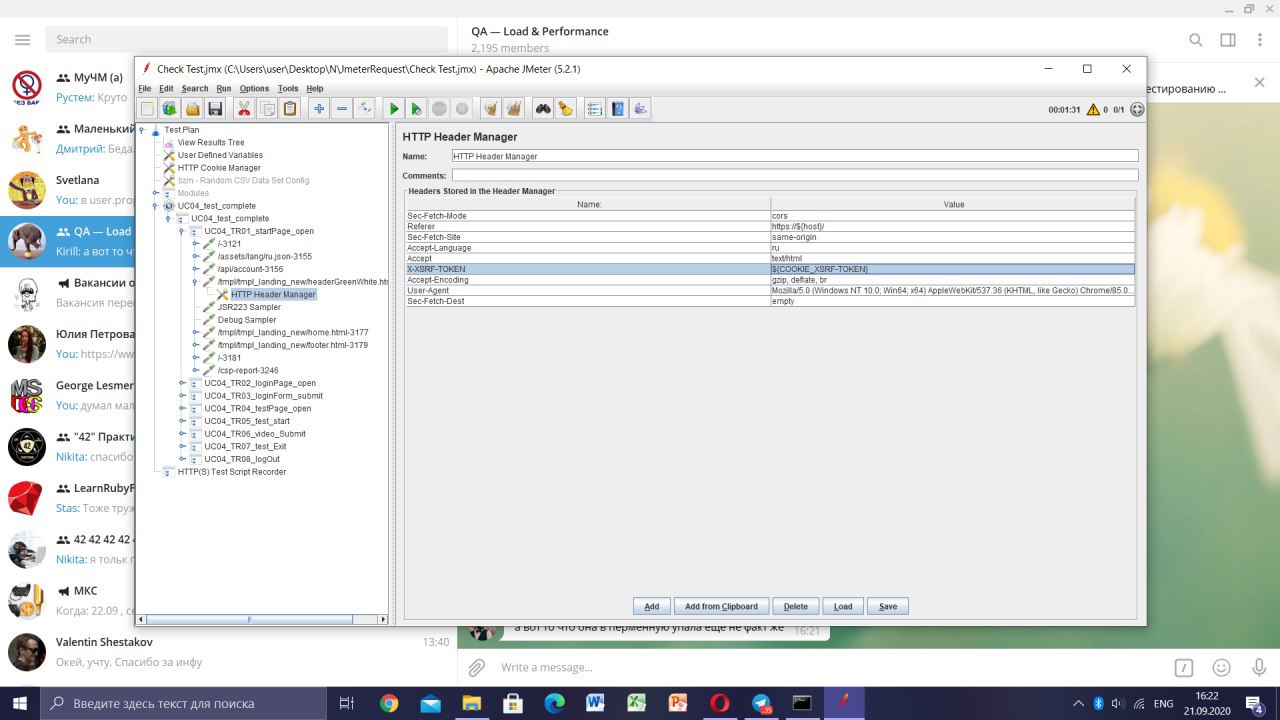 Search
QA — Load & Performance
2,195 members
МуЧМ (a)
Рустем: Круто
Маленький
Дмитрий: Беда.
Svetlana
You: в user.pro
QA — Load
Kirill: а вот то ч
Вакансии о
Вакансия пере
Юлия Петрова
You: https://ww
George Lesmer
You: думал мал
"42" Практи
Nikita: спасибо
LearnRubyF
Stas: Тоже труж
42 42 42 42 4
Nikita: я тольк п
МКС
Когда: 22.09 , се
Valentin Shestakov
13:40
Окей, учту. Спасибо за инфу
естированию ...
Check Test.jmx (C:\Users\user\Desktop\N\JmeterRequest\Check Test.jmx) - Apache JMeter (5.2.1)
File Edit Search Run Options Tools Help
00:01:31 0 0/1
Test Plan
View Results Tree
User Defined Variables
HTTP Cookie Manager
bzm - Random CSV Data Set Config
Modules
UC04_test_complete
UC04_test_complete
UC04_TR01_startPage_open
/-3121
/assets/lang/ru.json-3155
/api/account-3156
/tmpl/tmpl_landing_new/headerGreenWhite.htm
HTTP Header Manager
JSR223 Sampler
Debug Sampler
/tmpl/tmpl_landing_new/home.html-3177
/tmpl/tmpl_landing_new/footer.html-3179
/-3181
/csp-report-3246
UC04_TR02_loginPage_open
UC04_TR03_loginForm_submit
UC04_TR04_testPage_open
UC04_TR05_test_start
UC04_TR06_video_Submit
UC04_TR07_test_Exit
UC04_TR08_logOut
HTTP(S) Test Script Recorder
HTTP Header Manager
Name: HTTP Header Manager
Comments:
Headers Stored in the Header Manager
Name: Value
Sec-Fetch-Mode cors
Referer https://${host}/
Sec-Fetch-Site same-origin
Accept-Language ru
Accept text/html
X-XSRF-TOKEN ${COOKIE_XSRF-TOKEN}
Accept-Encoding gzip, deflate, br
User-Agent Mozilla/5.0 (Windows NT 10.0; Win64; x64) AppleWebKit/537.36 (KHTML, like Gecko) Chrome/85.0...
Sec-Fetch-Dest empty
Add Add from Clipboard Delete Load Save
а вот то что она в перменную упала еще не факт же 16:21
Write a message...
Введите здесь текст для поиска
ENG
16:22
21.09.2020
4